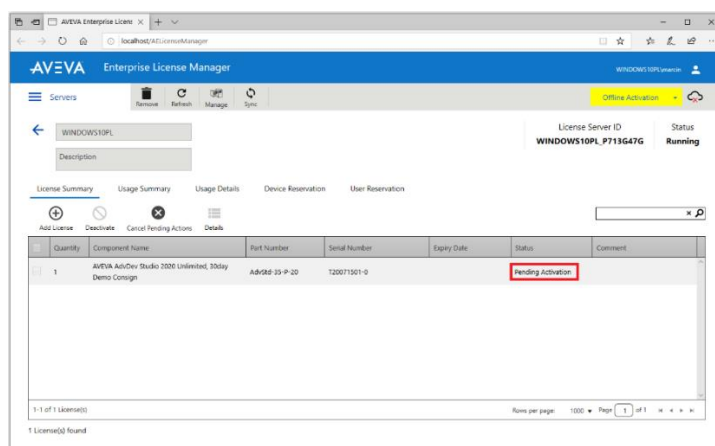 AVEVA Enterprise Licens
localhost/AELicenseManager
AVEVA Enterprise License Manager
WINDOWS10PL\marcin
Servers
Remove Refresh Manage Sync
Offline Activation
WINDOWS10PL
Description
License Server ID Status
WINDOWS10PL_P713G47G Running
License Summary Usage Summary Usage Details Device Reservation User Reservation
Add License Deactivate Cancel Pending Actions Details
Quantity Component Name Part Number Serial Number Expiry Date Status Comment
1 AVEVA AdvDev Studio 2020 Unlimited, 30day AdvStd-35-P-20 T20071501-0 Pending Activation
Demo Consign
1-1 of 1 License(s) Rows per page: 1000 Page 1 of 1
1 License(s) found